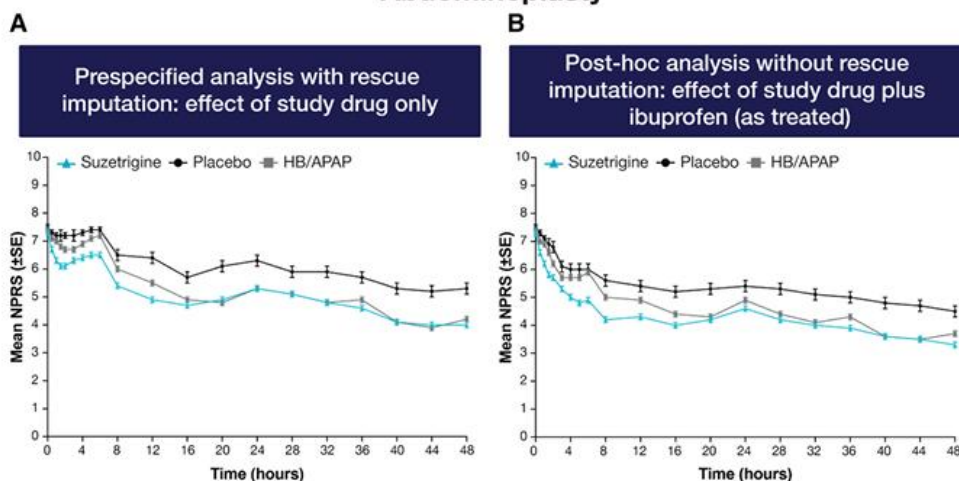 A
B
Prespecified analysis with rescue
imputation: effect of study drug only
Post-hoc analysis without rescue
imputation: effect of study drug plus
ibuprofen (as treated)
Suzetrigine Placebo HB/APAP
10
9
8
7
6
5
4
3
2
1
0
Mean NPRS (±SE)
0 4 8 12 16 20 24 28 32 36 40 44 48
Time (hours)
Suzetrigine Placebo HB/APAP
10
9
8
7
6
5
4
3
2
1
0
Mean NPRS (±SE)
0 4 8 12 16 20 24 28 32 36 40 44 48
Time (hours)